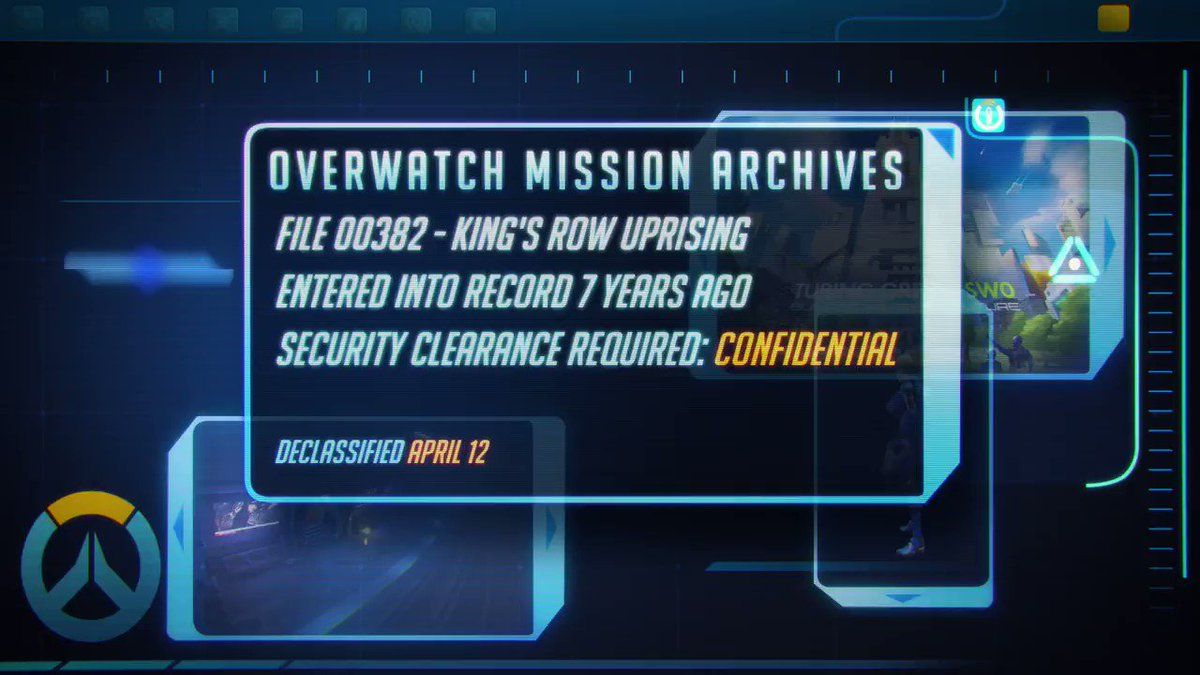 OVERWATCH MISSION ARCHIVES
FILE 00382 - KING'S ROW UPRISING
ENTERED INTO RECORD 7 YEARS AGO
SECURITY CLEARANCE REQUIRED: CONFIDENTIAL
DECLASSIFIED APRIL 12